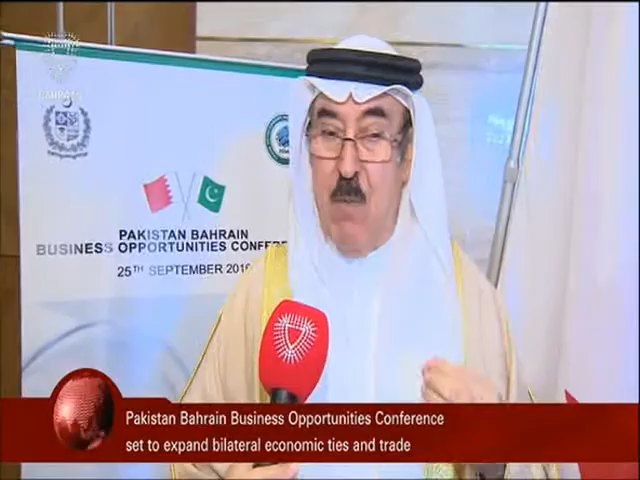 BAHRAIN
PAKISTAN BAHRAIN
BUSINESS OPPORTUNITIES CONFE
25TH SEPTEMBER 201
Pakistan Bahrain Business Opportunities Conference
set to expand bilateral economic ties and trade